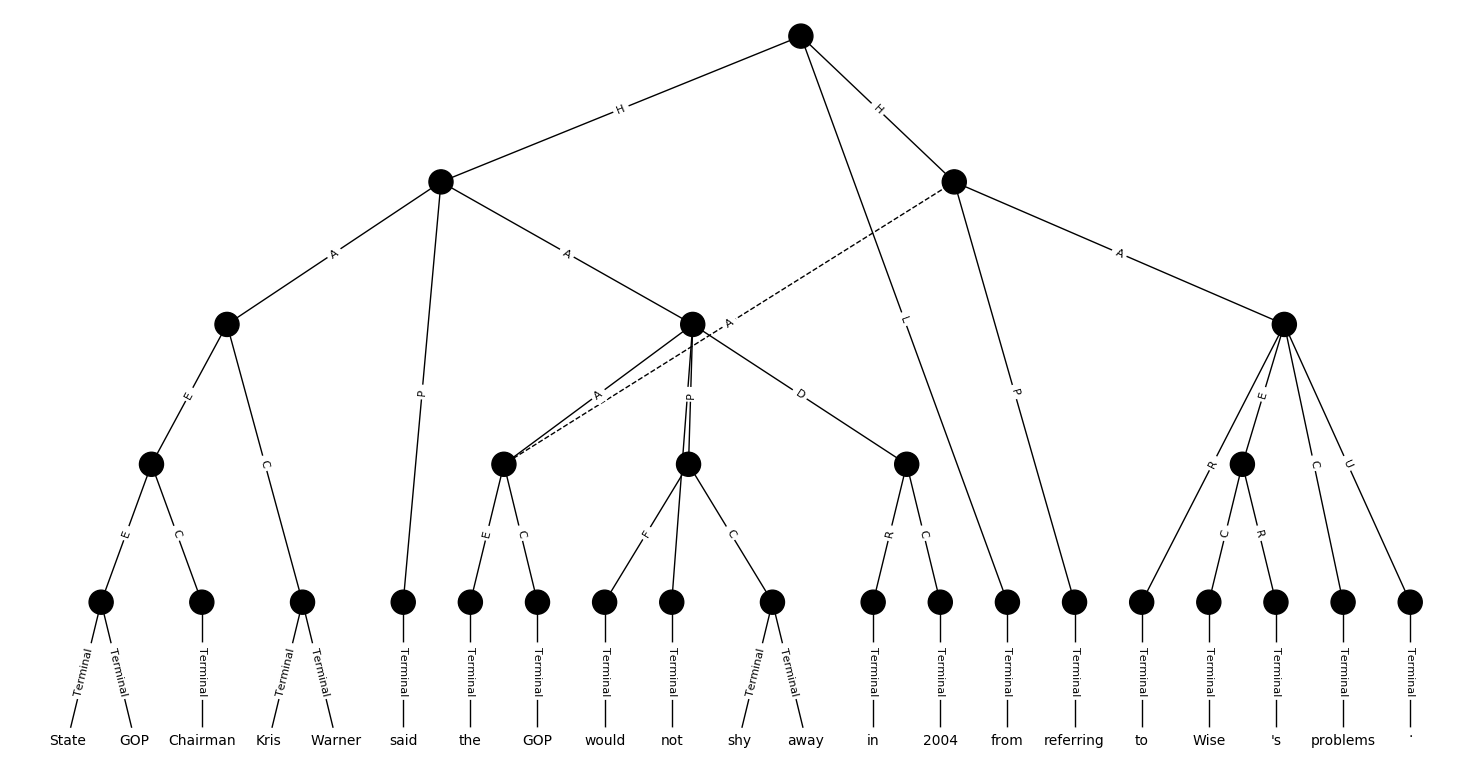 H H
A A A
A L
E C P A P D P R E C U
E C E C F C R C C R
Terminal Terminal Terminal Terminal Terminal Terminal Terminal Terminal Terminal Terminal Terminal Terminal Terminal Terminal Terminal Terminal Terminal Terminal Terminal Terminal Terminal
State GOP Chairman Kris Warner said the GOP would not shy away in 2004 from referring to Wise 's problems .